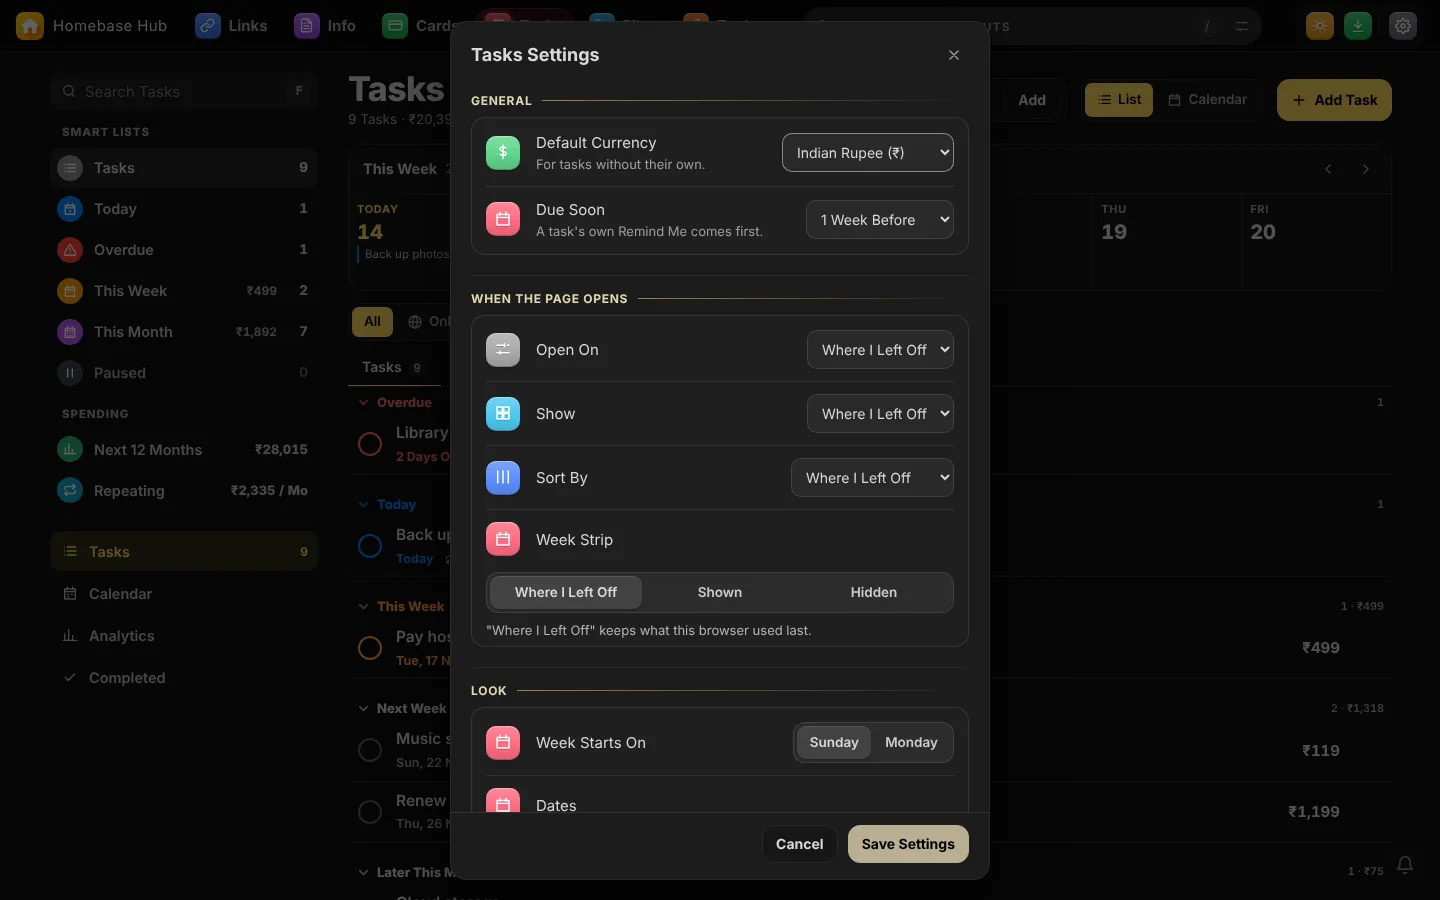 Homebase Hub
Links
Info
Cards
/
Tasks Settings
Search Tasks
F
SMART LISTS
Tasks 9
Today 1
Overdue 1
This Week ₹499 2
This Month ₹1,892 7
Paused 0
SPENDING
Next 12 Months ₹28,015
Repeating ₹2,335 / Mo
Tasks 9
Calendar
Analytics
Completed
Tasks
9 Tasks · ₹20,39
Add
List
Calendar
Add Task
This Week
TODAY
14
Back up photos
THU
19
FRI
20
All
Tasks 9
Overdue 1
Library
2 Days
Today 1
Back up
Today
This Week 1 · ₹499
Pay ₹499
Tue, 17
Next Week 2 · ₹1,318
Music ₹119
Sun, 22
Renew ₹1,199
Thu, 26
Later This 1 · ₹75
GENERAL
Default Currency
For tasks without their own.
Indian Rupee (₹)
Due Soon
A task's own Remind Me comes first.
1 Week Before
WHEN THE PAGE OPENS
Open On
Where I Left Off
Show
Where I Left Off
Sort By
Where I Left Off
Week Strip
Where I Left Off
Shown
Hidden
"Where I Left Off" keeps what this browser used last.
LOOK
Week Starts On
Sunday
Monday
Dates
Cancel
Save Settings